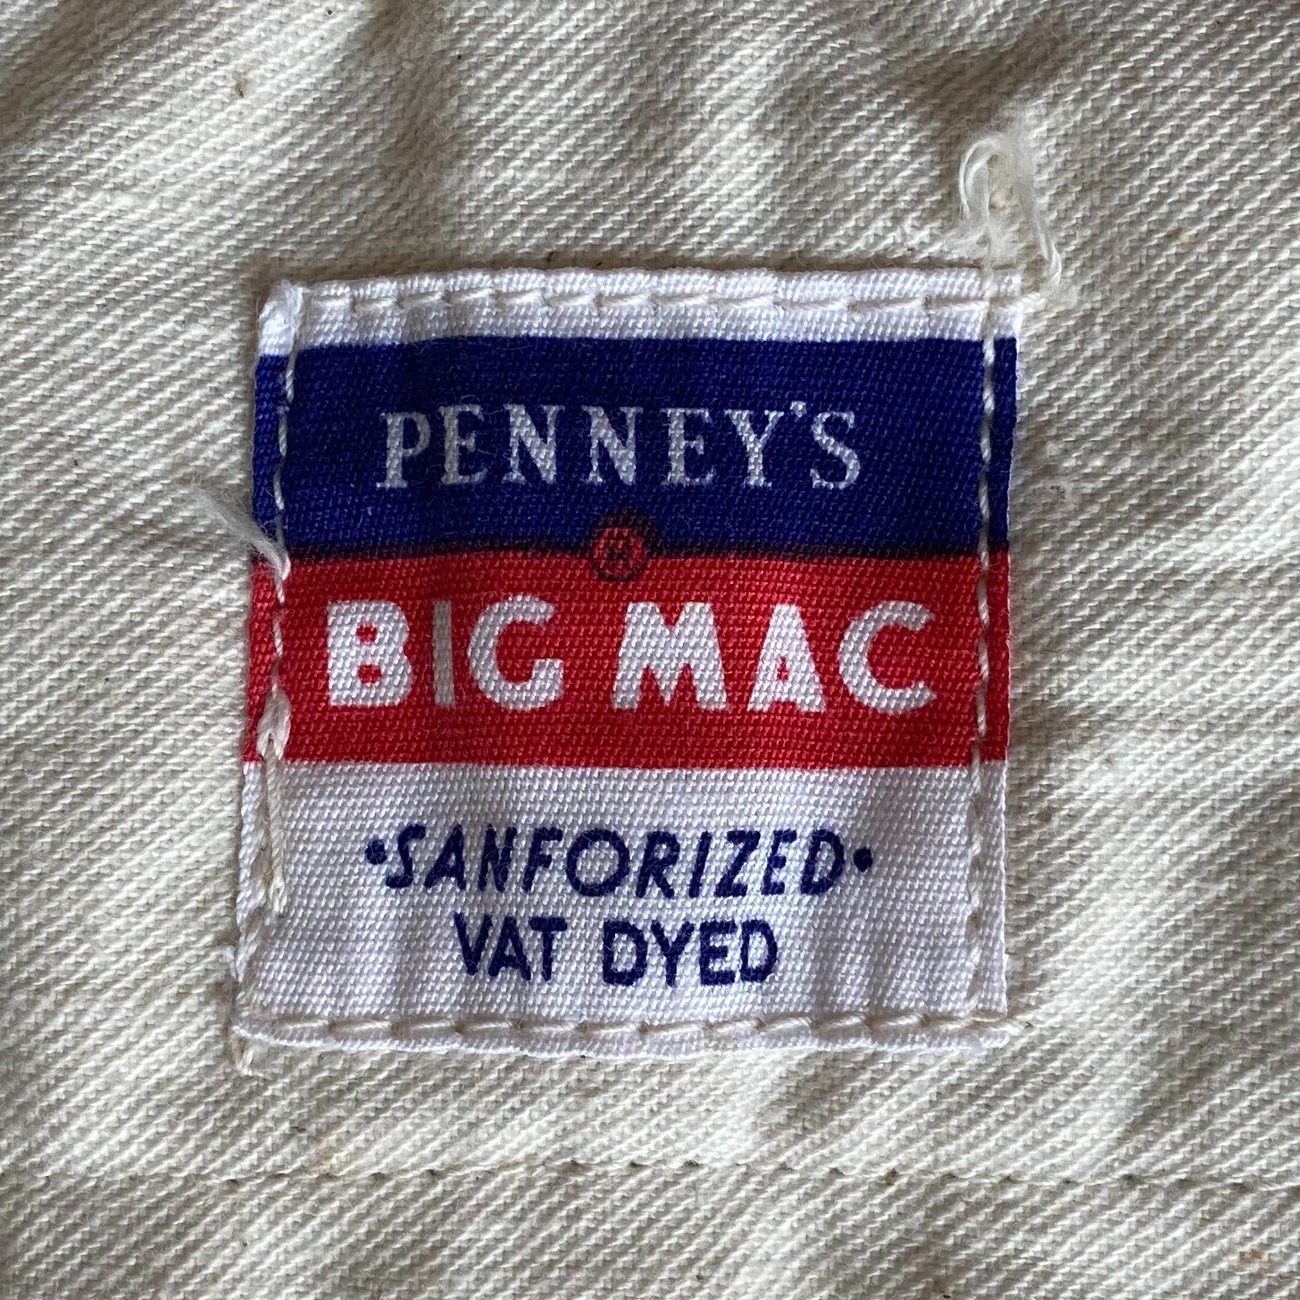 PENNEY'S
BIG MAC
•SANFORIZED•
VAT DYED